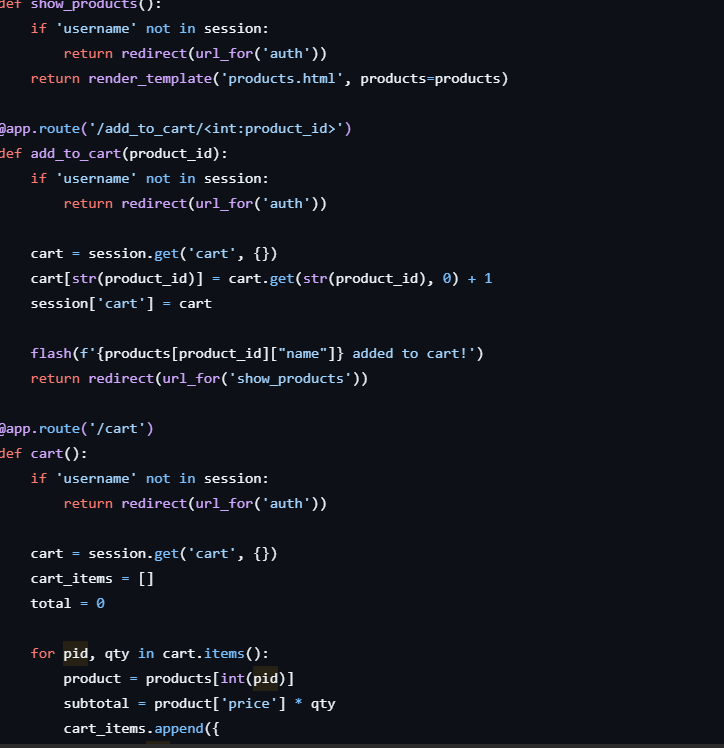 def show_products():
    if 'username' not in session:
        return redirect(url_for('auth'))
    return render_template('products.html', products=products)

@app.route('/add_to_cart/<int:product_id>')
def add_to_cart(product_id):
    if 'username' not in session:
        return redirect(url_for('auth'))

    cart = session.get('cart', {})
    cart[str(product_id)] = cart.get(str(product_id), 0) + 1
    session['cart'] = cart

    flash(f'{products[product_id]["name"]} added to cart!')
    return redirect(url_for('show_products'))

@app.route('/cart')
def cart():
    if 'username' not in session:
        return redirect(url_for('auth'))

    cart = session.get('cart', {})
    cart_items = []
    total = 0

    for pid, qty in cart.items():
        product = products[int(pid)]
        subtotal = product['price'] * qty
        cart_items.append({